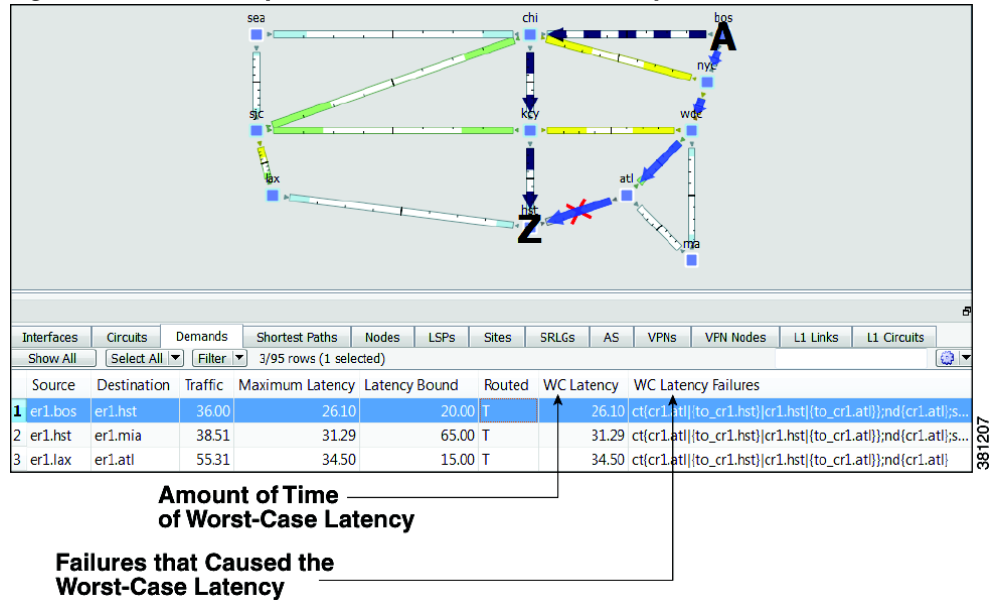 sea
chi
bos
A
nyc
sjc
kcy
wdc
lax
atl
hst
Z
mia
Interfaces Circuits Demands Shortest Paths Nodes LSPs Sites SRLGs AS VPNs VPN Nodes L1 Links L1 Circuits
Show All Select All Filter 3/95 rows (1 selected)
Source Destination Traffic Maximum Latency Latency Bound Routed WC Latency WC Latency Failures
1 er1.bos er1.hst 36.00 26.10 20.00 T 26.10 ct{cr1.atl|{to_cr1.hst}|cr1.hst|{to_cr1.atl}};nd{cr1.atl};s...
2 er1.hst er1.mia 38.51 31.29 65.00 T 31.29 ct{cr1.atl|{to_cr1.hst}|cr1.hst|{to_cr1.atl}};nd{cr1.atl};s...
3 er1.lax er1.atl 55.31 34.50 15.00 T 34.50 ct{cr1.atl|{to_cr1.hst}|cr1.hst|{to_cr1.atl}};nd{cr1.atl}
381207
Amount of Time
of Worst-Case Latency
Failures that Caused the
Worst-Case Latency